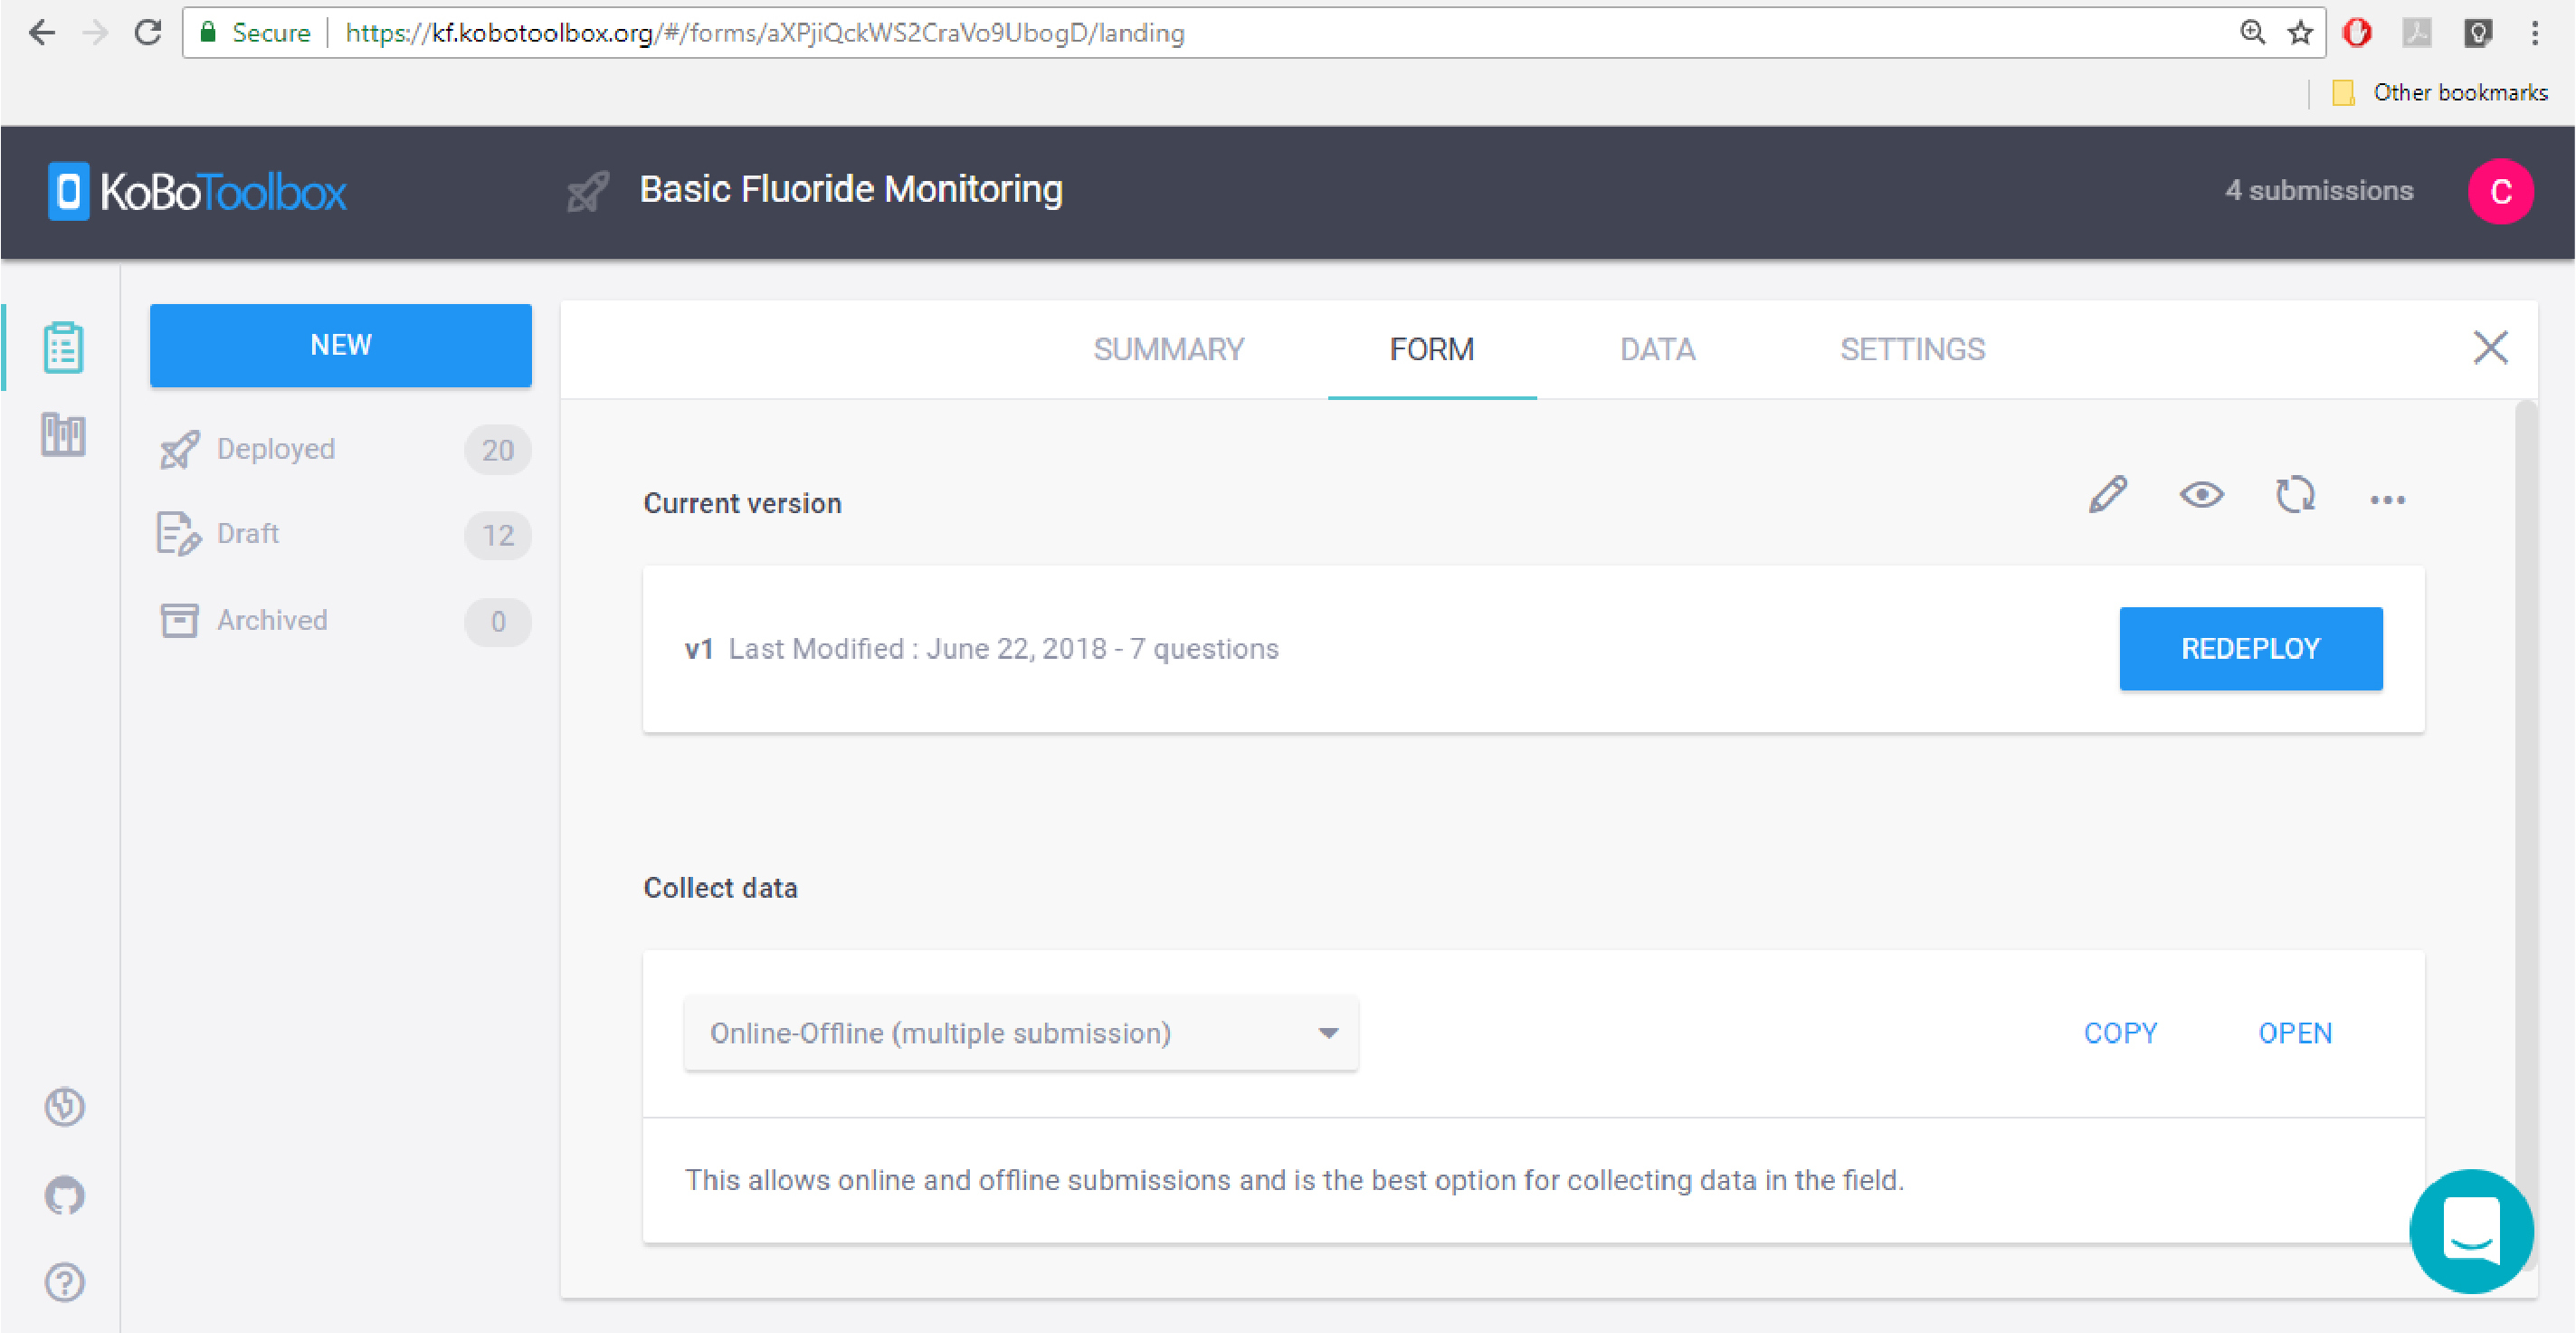 Secure https://kf.kobotoolbox.org/#/forms/aXPjiQckWS2CraVo9UbogD/landing
Other bookmarks
KoBoToolbox
Basic Fluoride Monitoring
4 submissions
C
NEW
Deployed 20
Draft 12
Archived 0
SUMMARY FORM DATA SETTINGS
Current version
v1 Last Modified : June 22, 2018 - 7 questions
REDEPLOY
Collect data
Online-Offline (multiple submission)
COPY OPEN
This allows online and offline submissions and is the best option for collecting data in the field.